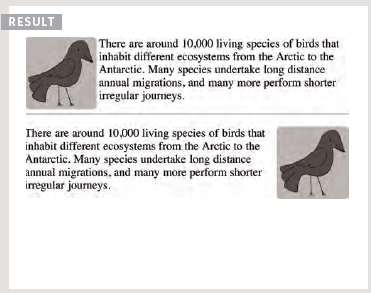 RESULT
There are around 10,000 living species of birds that
inhabit different ecosystems from the Arctic to the
Antarctic. Many species undertake long distance
annual migrations, and many more perform shorter
irregular journeys.
There are around 10,000 living species of birds that
inhabit different ecosystems from the Arctic to the
Antarctic. Many species undertake long distance
annual migrations, and many more perform shorter
irregular journeys.